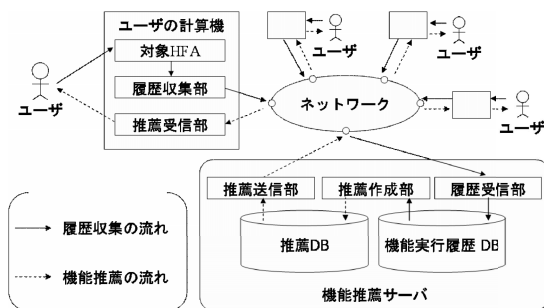 ユーザの計算機
対象HFA
履歴収集部
推薦受信部
ユーザ
ユーザ
ユーザ
ネットワーク
ユーザ
推薦送信部
推薦作成部
履歴受信部
推薦DB
機能実行履歴 DB
機能推薦サーバ
履歴収集の流れ
機能推薦の流れ